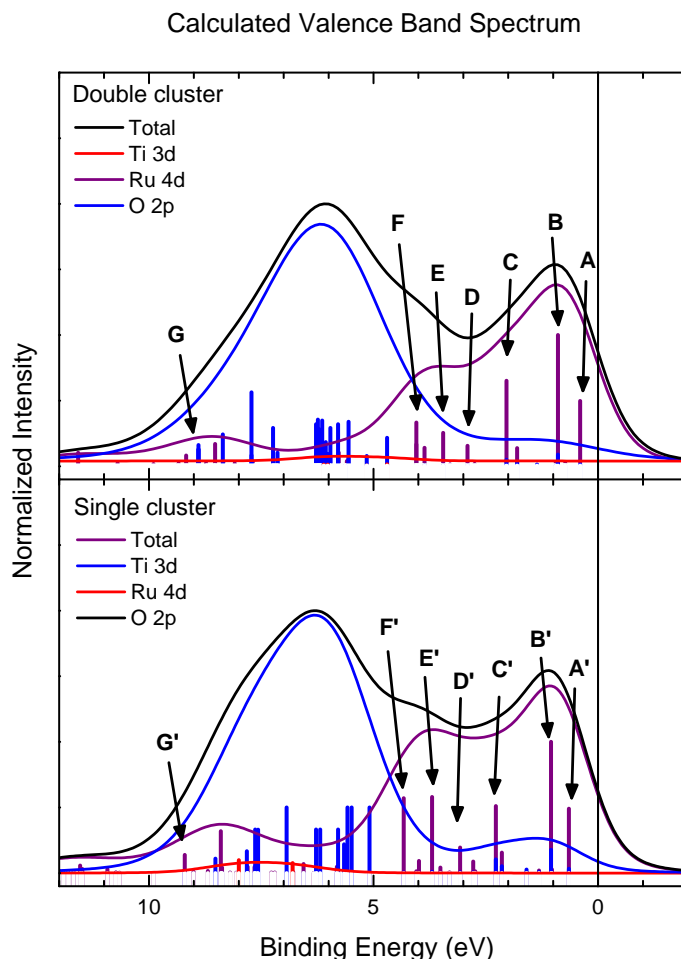 Calculated Valence Band Spectrum
Double cluster
Total
Ti 3d
Ru 4d
O 2p
G
F
E
D
C
B
A
Normalized Intensity
Single cluster
Total
Ti 3d
Ru 4d
O 2p
G'
F'
E'
D'
C'
B'
A'
10
5
0
Binding Energy (eV)